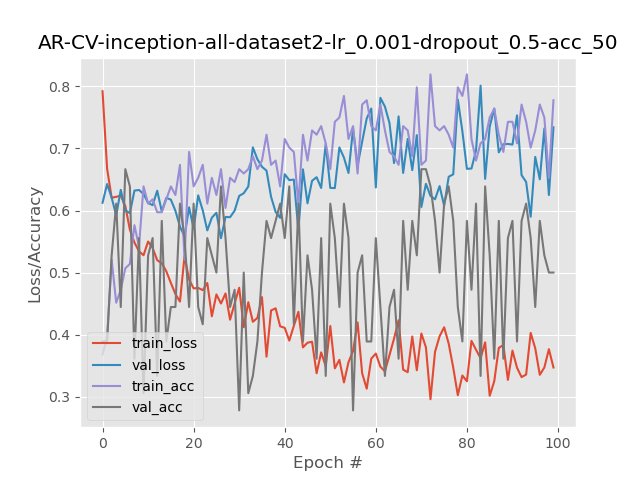 AR-CV-inception-all-dataset2-lr_0.001-dropout_0.5-acc_50
Loss/Accuracy
0.8
0.7
0.6
0.5
0.4
0.3
train_loss
val_loss
train_acc
val_acc
0 20 40 60 80 100
Epoch #